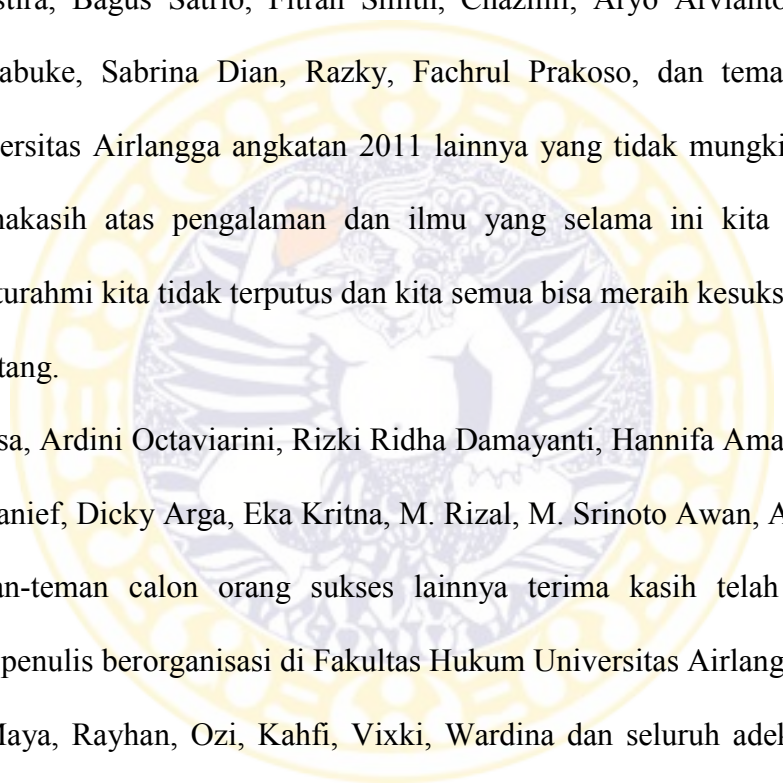 Bagus Satrio, Fitrah Smith, Chazim, Aryo Arvianto
abuke, Sabrina Dian, Razky, Fachrul Prakoso, dan tema
ersitas Airlangga angkatan 2011 lainnya yang tidak mungki
nakasih atas pengalaman dan ilmu yang selama ini kita
turahmi kita tidak terputus dan kita semua bisa meraih kesuks
tang.
sa, Ardini Octaviarini, Rizki Ridha Damayanti, Hannifa Ama
anief, Dicky Arga, Eka Kritna, M. Rizal, M. Srinoto Awan, A
an-teman calon orang sukses lainnya terima kasih telah
penulis berorganisasi di Fakultas Hukum Universitas Airlang
Maya, Rayhan, Ozi, Kahfi, Vixki, Wardina dan seluruh adek